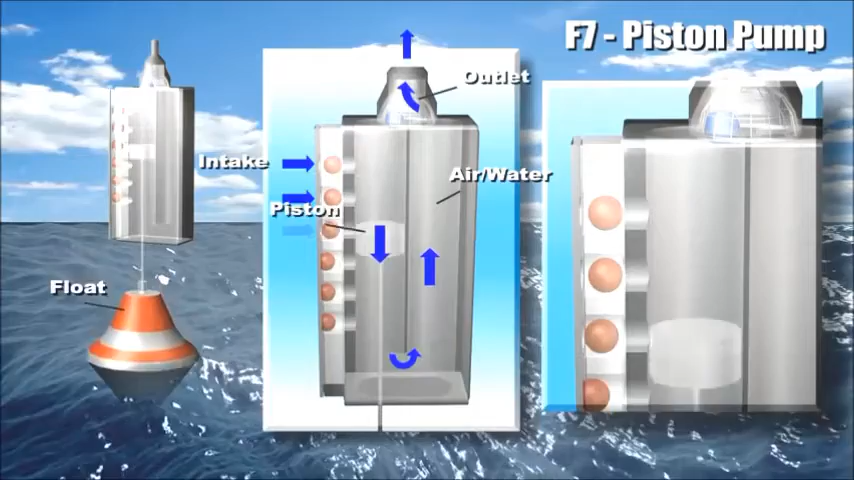 F7 - Piston Pump
Outlet
Intake
Air/Water
Piston
Float